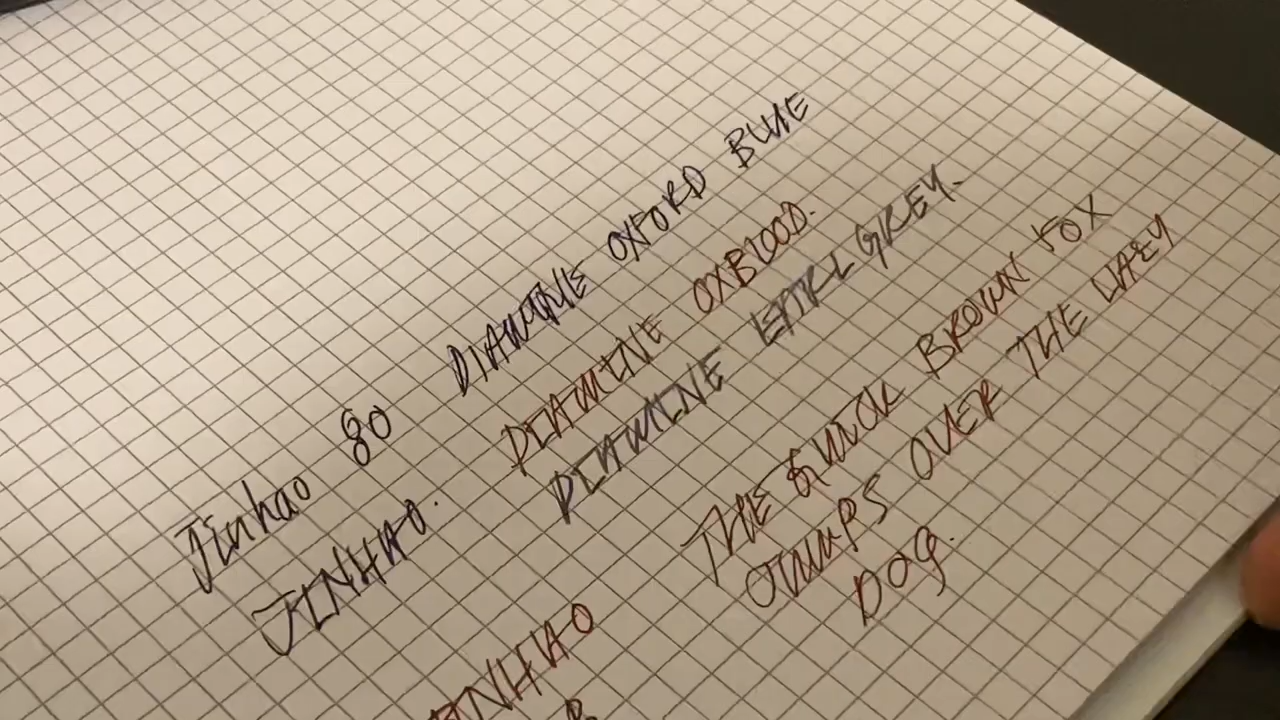 Jinhao 80 DIAMINE OXFORD BLUE
JINHAO. DIAMINE OXBLOOD.
DIAMINE EARL GREY.
THE QUICK BROWN FOX
JUMPS OVER THE LAZY
DOG.
INHAO